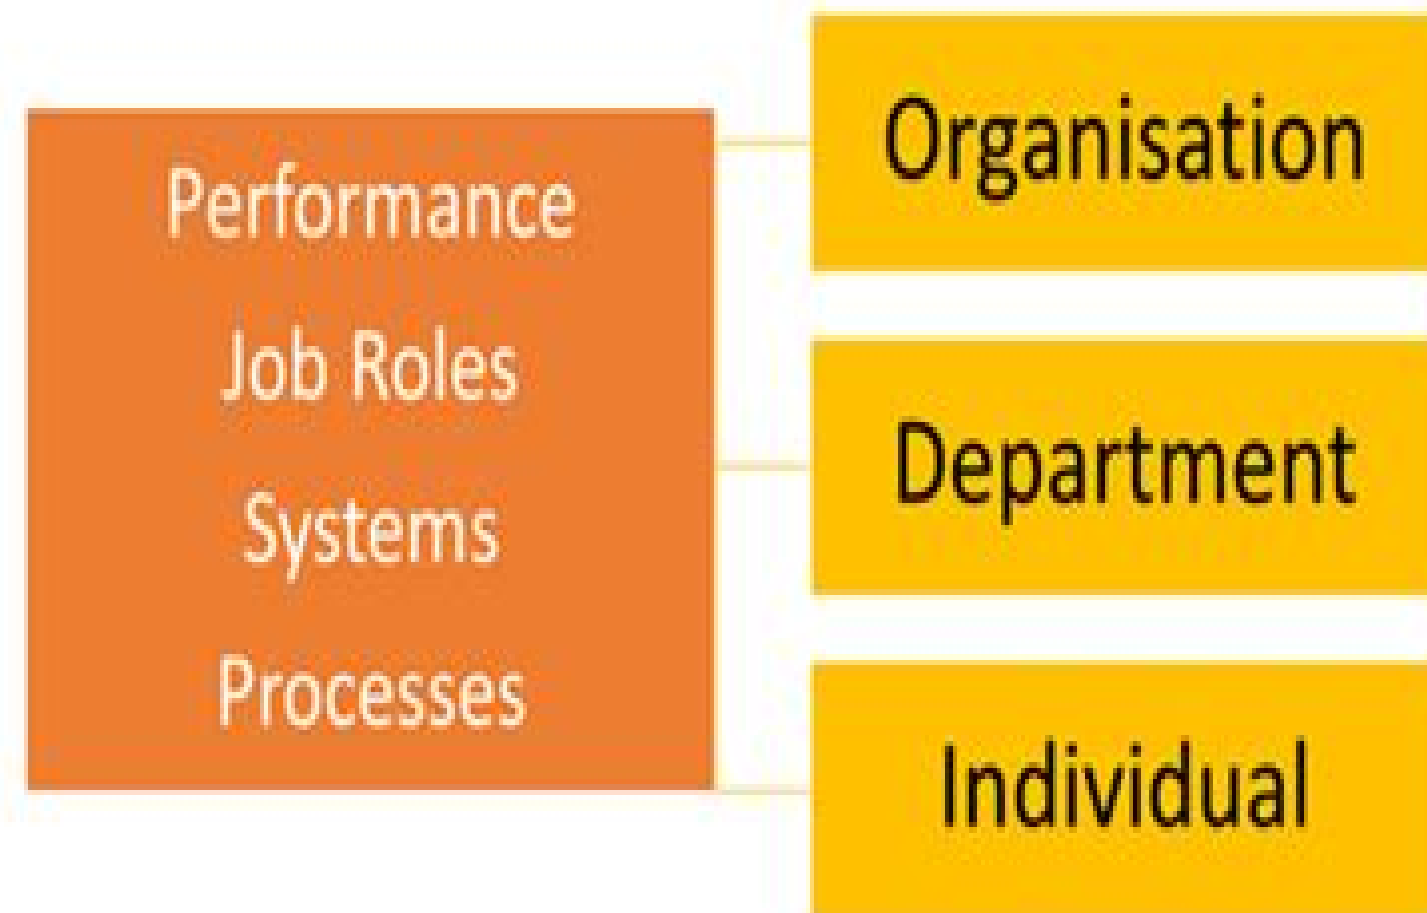 Performance
Job Roles
Systems
Processes
Organisation
Department
Individual